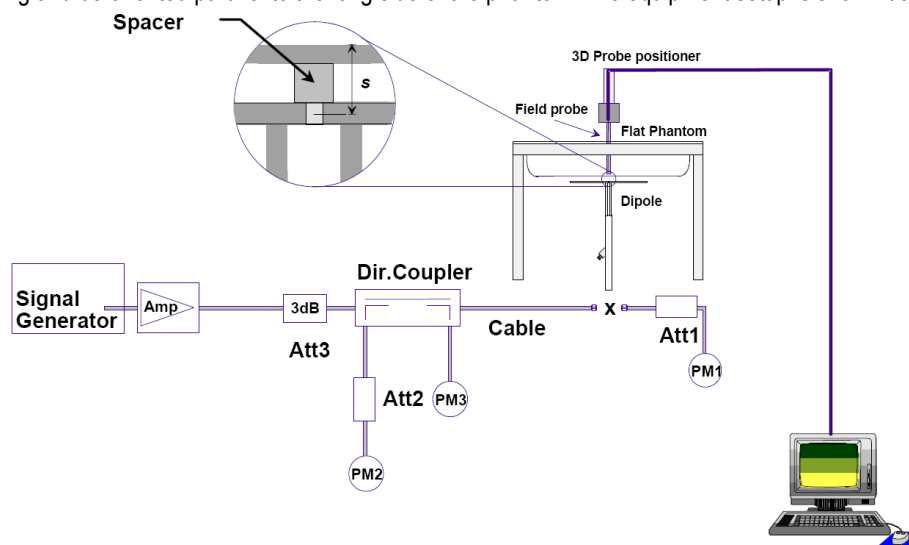 Spacer
s
3D Probe positioner
Field probe
Flat Phantom
Dipole
Dir.Coupler
Signal
Generator
Amp
3dB
Att3
Cable
X
Att1
PM1
Att2
PM3
PM2